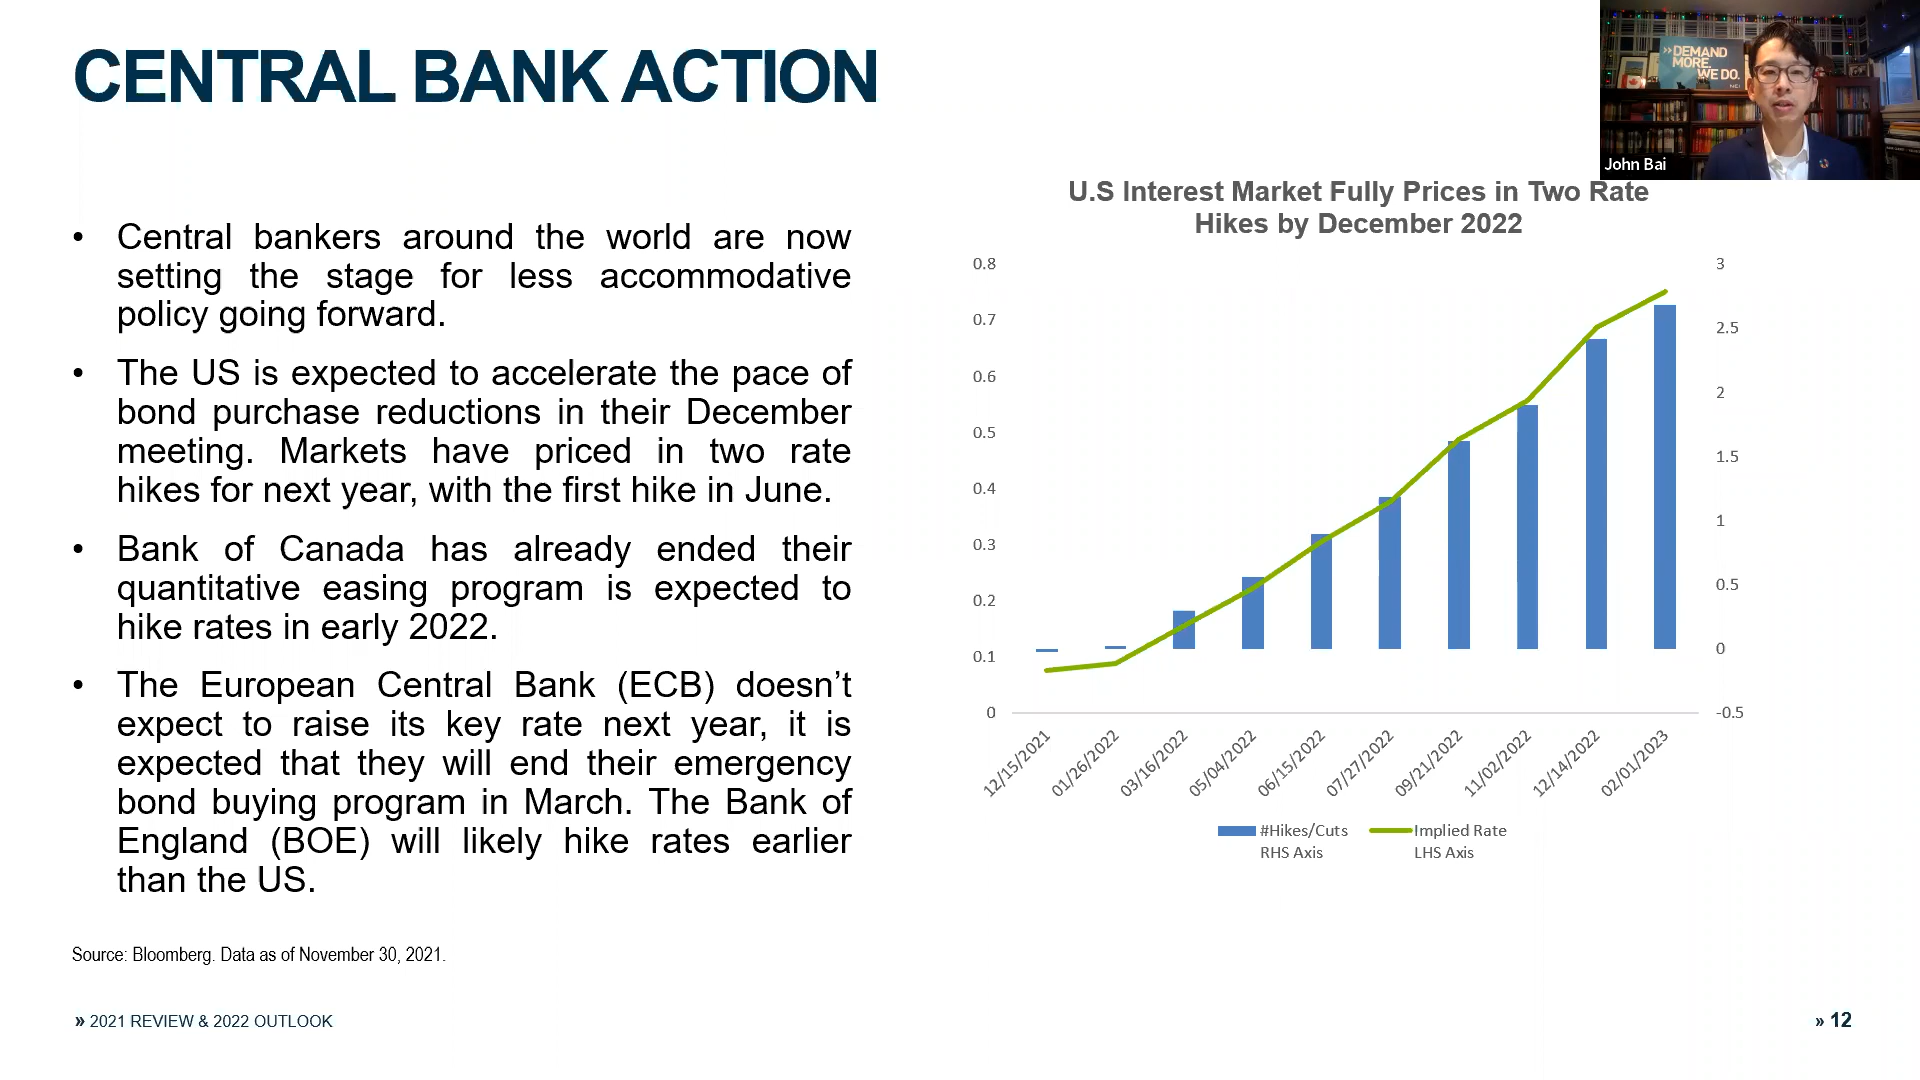 CENTRAL BANK ACTION
»DEMAND
MORE.
WE DO.
NEI
John Bai
• Central bankers around the world are now
setting the stage for less accommodative
policy going forward.
• The US is expected to accelerate the pace of
bond purchase reductions in their December
meeting. Markets have priced in two rate
hikes for next year, with the first hike in June.
• Bank of Canada has already ended their
quantitative easing program is expected to
hike rates in early 2022.
• The European Central Bank (ECB) doesn’t
expect to raise its key rate next year, it is
expected that they will end their emergency
bond buying program in March. The Bank of
England (BOE) will likely hike rates earlier
than the US.
Source: Bloomberg. Data as of November 30, 2021.
U.S Interest Market Fully Prices in Two Rate
Hikes by December 2022
0.8
0.7
0.6
0.5
0.4
0.3
0.2
0.1
0
3
2.5
2
1.5
1
0.5
0
-0.5
12/15/2021
01/26/2022
03/16/2022
05/04/2022
06/15/2022
07/27/2022
09/21/2022
11/02/2022
12/14/2022
02/01/2023
#Hikes/Cuts
RHS Axis
Implied Rate
LHS Axis
» 2021 REVIEW & 2022 OUTLOOK
» 12